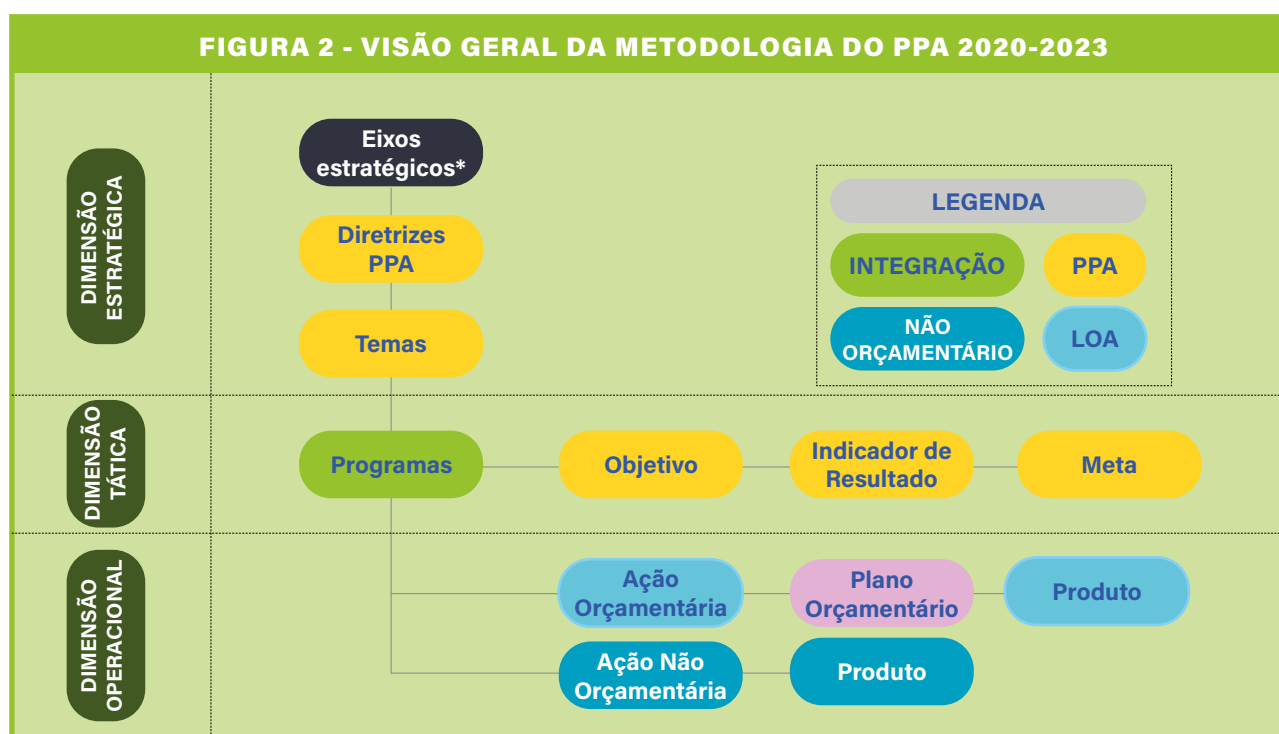 FIGURA 2 - VISÃO GERAL DA METODOLOGIA DO PPA 2020-2023
DIMENSÃO
ESTRATÉGICA
Eixos
estratégicos*
Diretrizes
PPA
Temas
LEGENDA
INTEGRAÇÃO
PPA
NÃO
ORÇAMENTÁRIO
LOA
DIMENSÃO
TÁTICA
Programas
Objetivo
Indicador de
Resultado
Meta
DIMENSÃO
OPERACIONAL
Ação
Orçamentária
Plano
Orçamentário
Produto
Ação Não
Orçamentária
Produto